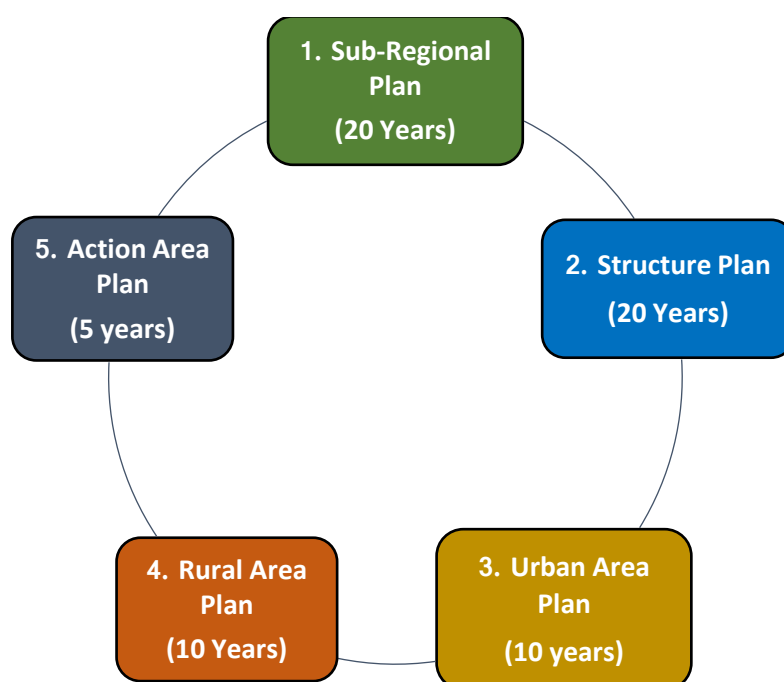 1. Sub-Regional
Plan
(20 Years)
2. Structure Plan
(20 Years)
3. Urban Area
Plan
(10 years)
4. Rural Area
Plan
(10 Years)
5. Action Area
Plan
(5 years)